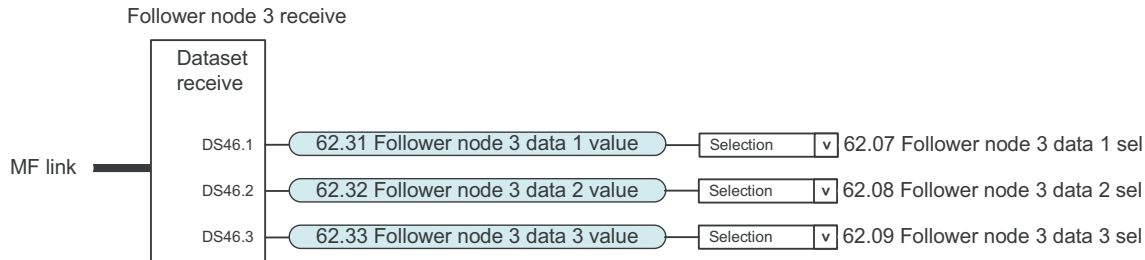 Follower node 3 receive
Dataset
receive
MF link
DS46.1 62.31 Follower node 3 data 1 value Selection v 62.07 Follower node 3 data 1 sel
DS46.2 62.32 Follower node 3 data 2 value Selection v 62.08 Follower node 3 data 2 sel
DS46.3 62.33 Follower node 3 data 3 value Selection v 62.09 Follower node 3 data 3 sel